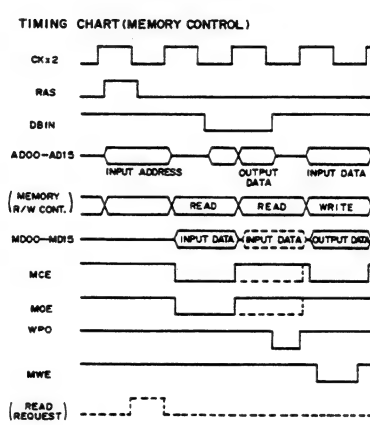 TIMING CHART (MEMORY CONTROL)
CKx2
RAS
DBIN
AD00-AD15
INPUT ADDRESS
OUTPUT DATA
INPUT DATA
(MEMORY R/W CONT.)
READ
READ
WRITE
MD00-MD15
INPUT DATA
INPUT DATA
OUTPUT DATA
MCE
MOE
WPO
MWE
(READ REQUEST)